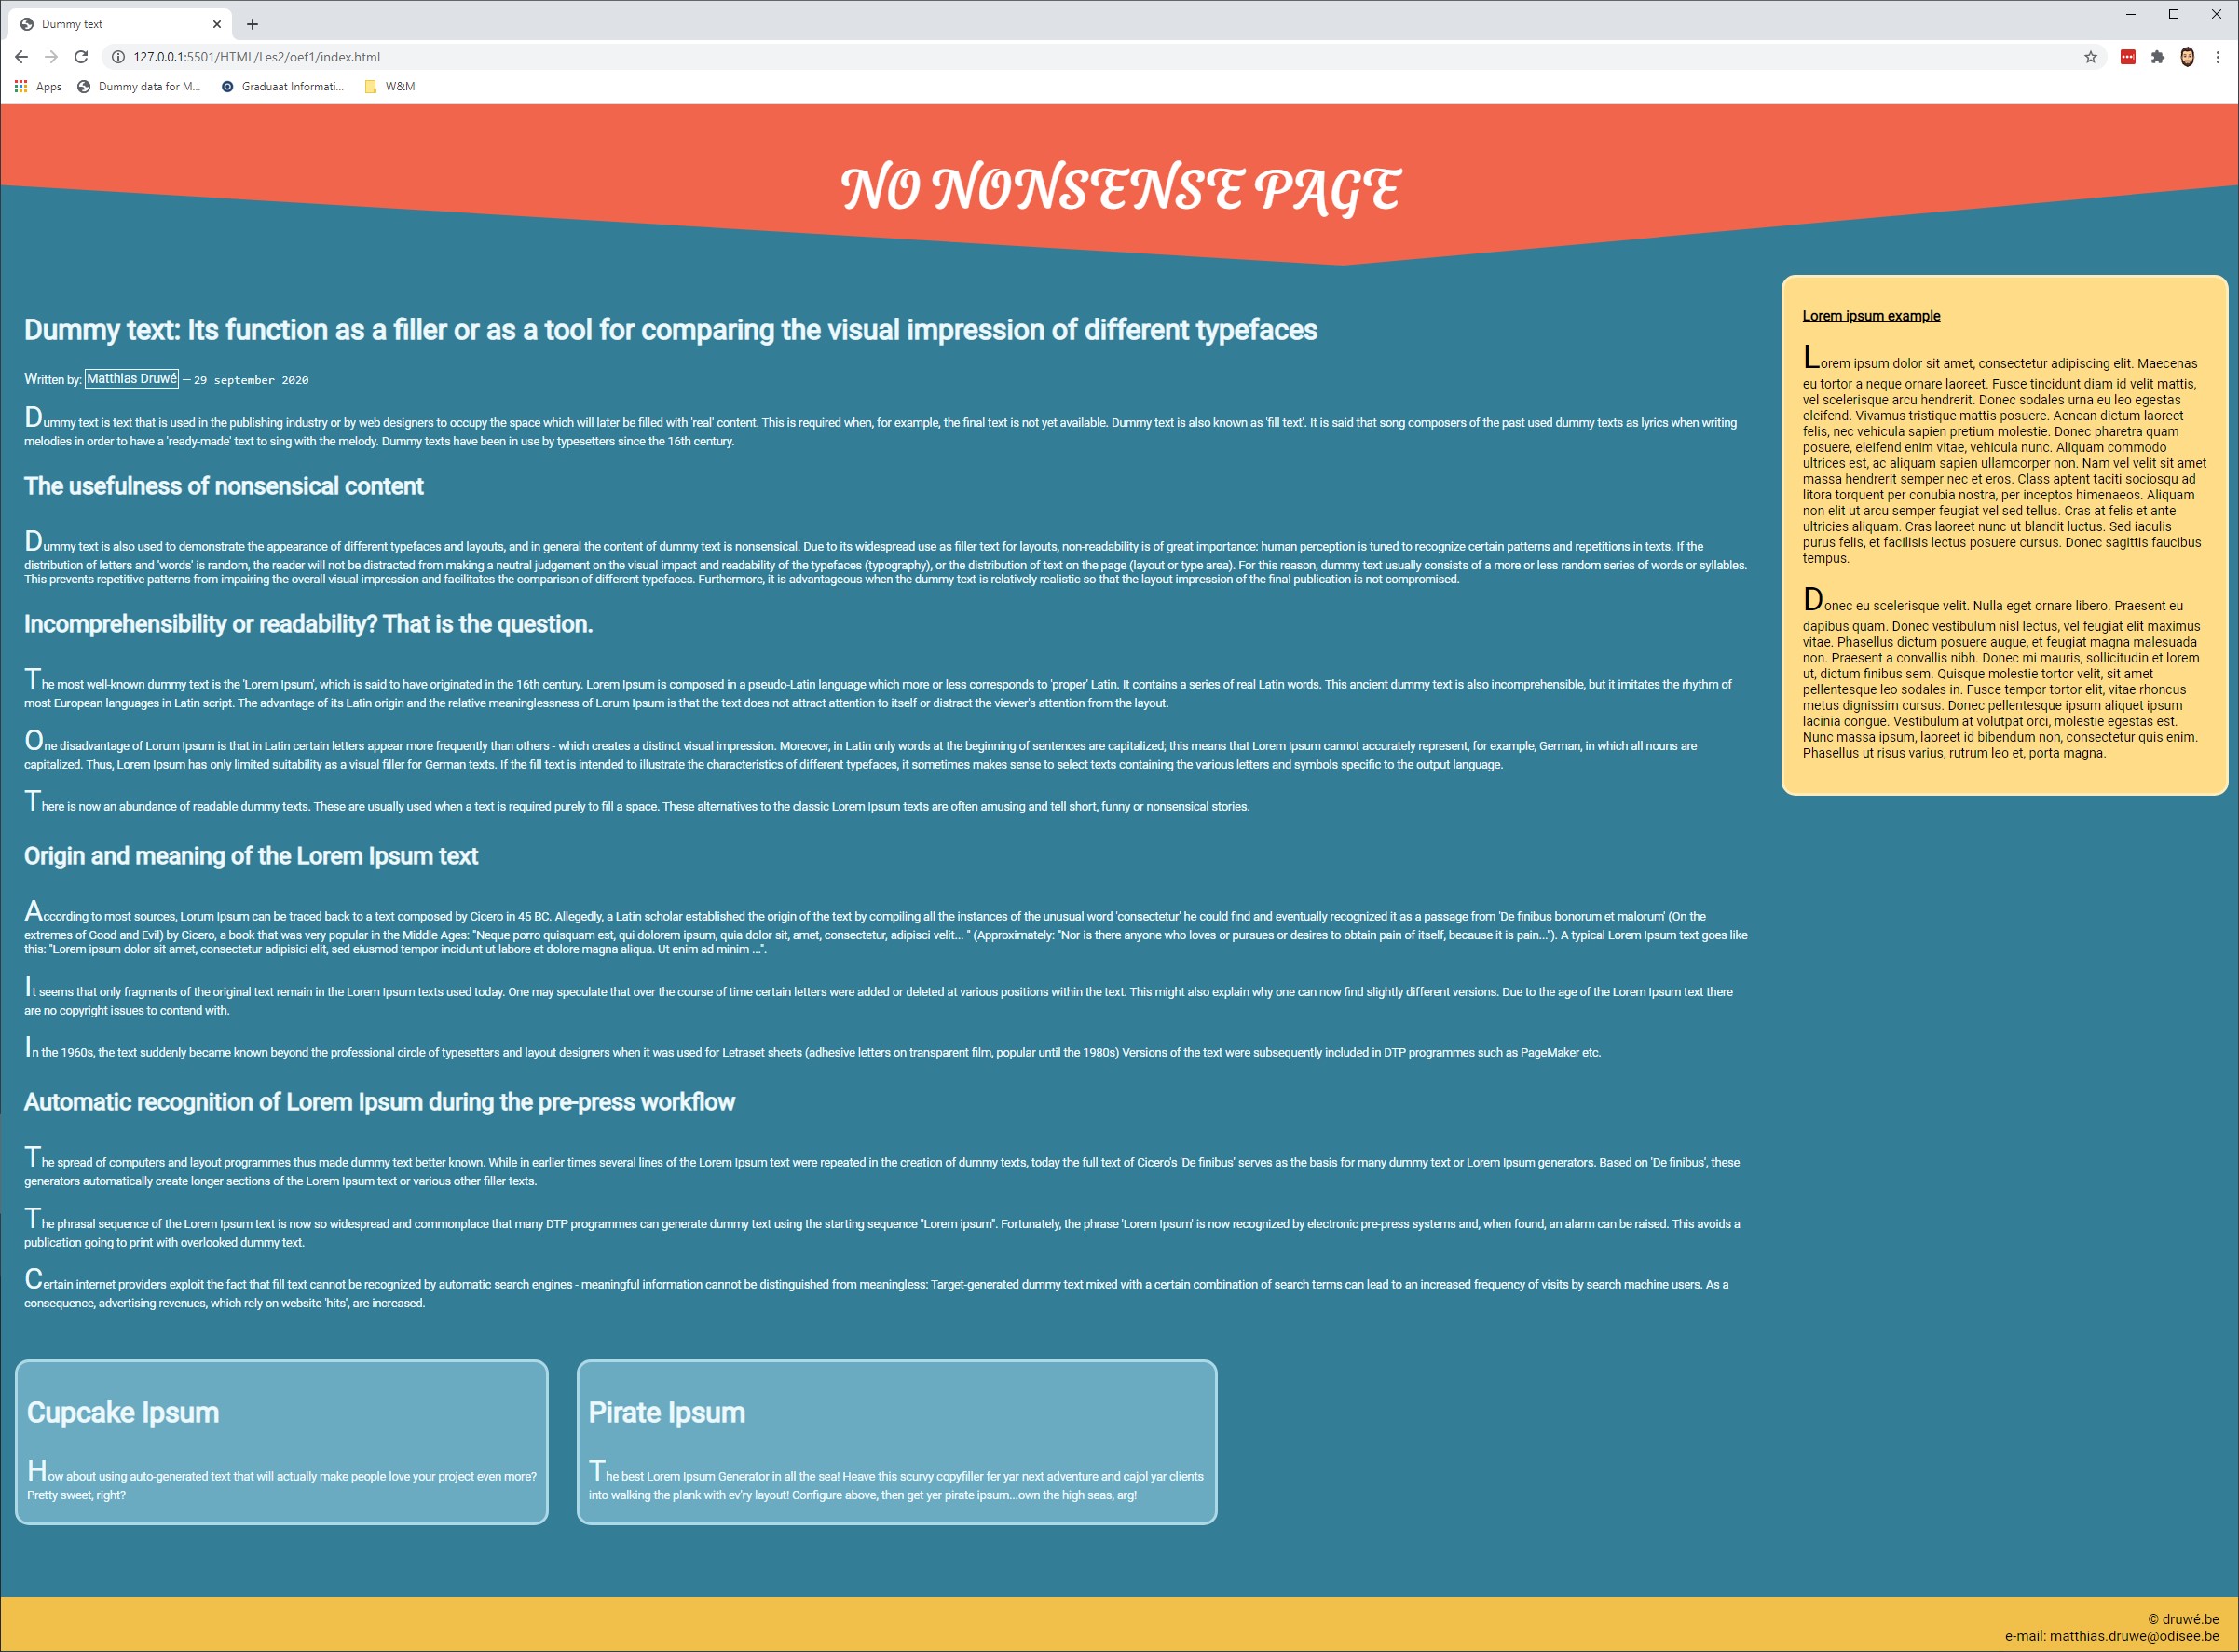 Dummy text
127.0.0.1:5501/HTML/Les2/oef1/index.html
Apps
Dummy data for M...
Graduaat Informati...
W&M
NO NONSENSE PAGE
Dummy text: Its function as a filler or as a tool for comparing the visual impression of different typefaces
Written by: Matthias Druwé — 29 september 2020
Dummy text is text that is used in the publishing industry or by web designers to occupy the space which will later be filled with 'real' content. This is required when, for example, the final text is not yet available. Dummy text is also known as 'fill text'. It is said that song composers of the past used dummy texts as lyrics when writing
melodies in order to have a 'ready-made' text to sing with the melody. Dummy texts have been in use by typesetters since the 16th century.
The usefulness of nonsensical content
Dummy text is also used to demonstrate the appearance of different typefaces and layouts, and in general the content of dummy text is nonsensical. Due to its widespread use as filler text for layouts, non-readability is of great importance: human perception is tuned to recognize certain patterns and repetitions in texts. If the
distribution of letters and 'words' is random, the reader will not be distracted from making a neutral judgement on the visual impact and readability of the typefaces (typography), or the distribution of text on the page (layout or type area). For this reason, dummy text usually consists of a more or less random series of words or syllables.
This prevents repetitive patterns from impairing the overall visual impression and facilitates the comparison of different typefaces. Furthermore, it is advantageous when the dummy text is relatively realistic so that the layout impression of the final publication is not compromised.
Incomprehensibility or readability? That is the question.
The most well-known dummy text is the 'Lorem Ipsum', which is said to have originated in the 16th century. Lorem Ipsum is composed in a pseudo-Latin language which more or less corresponds to 'proper' Latin. It contains a series of real Latin words. This ancient dummy text is also incomprehensible, but it imitates the rhythm of
most European languages in Latin script. The advantage of its Latin origin and the relative meaninglessness of Lorum Ipsum is that the text does not attract attention to itself or distract the viewer's attention from the layout.
One disadvantage of Lorum Ipsum is that in Latin certain letters appear more frequently than others - which creates a distinct visual impression. Moreover, in Latin only words at the beginning of sentences are capitalized; this means that Lorem Ipsum cannot accurately represent, for example, German, in which all nouns are
capitalized. Thus, Lorem Ipsum has only limited suitability as a visual filler for German texts. If the fill text is intended to illustrate the characteristics of different typefaces, it sometimes makes sense to select texts containing the various letters and symbols specific to the output language.
There is now an abundance of readable dummy texts. These are usually used when a text is required purely to fill a space. These alternatives to the classic Lorem Ipsum texts are often amusing and tell short, funny or nonsensical stories.
Origin and meaning of the Lorem Ipsum text
According to most sources, Lorum Ipsum can be traced back to a text composed by Cicero in 45 BC. Allegedly, a Latin scholar established the origin of the text by compiling all the instances of the unusual word 'consectetur' he could find and eventually recognized it as a passage from 'De finibus bonorum et malorum' (On the
extremes of Good and Evil) by Cicero, a book that was very popular in the Middle Ages: "Neque porro quisquam est, qui dolorem ipsum, quia dolor sit, amet, consectetur, adipisci velit... " (Approximately: "Nor is there anyone who loves or pursues or desires to obtain pain of itself, because it is pain..."). A typical Lorem Ipsum text goes like
this: "Lorem ipsum dolor sit amet, consectetur adipisici elit, sed eiusmod tempor incidunt ut labore et dolore magna aliqua. Ut enim ad minim ...".
It seems that only fragments of the original text remain in the Lorem Ipsum texts used today. One may speculate that over the course of time certain letters were added or deleted at various positions within the text. This might also explain why one can now find slightly different versions. Due to the age of the Lorem Ipsum text there
are no copyright issues to contend with.
In the 1960s, the text suddenly became known beyond the professional circle of typesetters and layout designers when it was used for Letraset sheets (adhesive letters on transparent film, popular until the 1980s) Versions of the text were subsequently included in DTP programmes such as PageMaker etc.
Automatic recognition of Lorem Ipsum during the pre-press workflow
The spread of computers and layout programmes thus made dummy text better known. While in earlier times several lines of the Lorem Ipsum text were repeated in the creation of dummy texts, today the full text of Cicero's 'De finibus' serves as the basis for many dummy text or Lorem Ipsum generators. Based on 'De finibus', these
generators automatically create longer sections of the Lorem Ipsum text or various other filler texts.
The phrasal sequence of the Lorem Ipsum text is now so widespread and commonplace that many DTP programmes can generate dummy text using the starting sequence "Lorem ipsum". Fortunately, the phrase 'Lorem Ipsum' is now recognized by electronic pre-press systems and, when found, an alarm can be raised. This avoids a
publication going to print with overlooked dummy text.
Certain internet providers exploit the fact that fill text cannot be recognized by automatic search engines - meaningful information cannot be distinguished from meaningless: Target-generated dummy text mixed with a certain combination of search terms can lead to an increased frequency of visits by search machine users. As a
consequence, advertising revenues, which rely on website 'hits', are increased.
Lorem ipsum example
Lorem ipsum dolor sit amet, consectetur adipiscing elit. Maecenas
eu tortor a neque ornare laoreet. Fusce tincidunt diam id velit mattis,
vel scelerisque arcu hendrerit. Donec sodales urna eu leo egestas
eleifend. Vivamus tristique mattis posuere. Aenean dictum laoreet
felis, nec vehicula sapien pretium molestie. Donec pharetra quam
posuere, eleifend enim vitae, vehicula nunc. Aliquam commodo
ultrices est, ac aliquam sapien ullamcorper non. Nam vel velit sit amet
massa hendrerit semper nec et eros. Class aptent taciti sociosqu ad
litora torquent per conubia nostra, per inceptos himenaeos. Aliquam
non elit ut arcu semper feugiat vel sed tellus. Cras at felis et ante
ultricies aliquam. Cras laoreet nunc ut blandit luctus. Sed iaculis
purus felis, et facilisis lectus posuere cursus. Donec sagittis faucibus
tempus.
Donec eu scelerisque velit. Nulla eget ornare libero. Praesent eu
dapibus quam. Donec vestibulum nisl lectus, vel feugiat elit maximus
vitae. Phasellus dictum posuere augue, et feugiat magna malesuada
non. Praesent a convallis nibh. Donec mi mauris, sollicitudin et lorem
ut, dictum finibus sem. Quisque molestie tortor velit, sit amet
pellentesque leo sodales in. Fusce tempor tortor elit, vitae rhoncus
metus dignissim cursus. Donec pellentesque ipsum aliquet ipsum
lacinia congue. Vestibulum at volutpat orci, molestie egestas est.
Nunc massa ipsum, laoreet id bibendum non, consectetur quis enim.
Phasellus ut risus varius, rutrum leo et, porta magna.
Cupcake Ipsum
How about using auto-generated text that will actually make people love your project even more?
Pretty sweet, right?
Pirate Ipsum
The best Lorem Ipsum Generator in all the sea! Heave this scurvy copyfiller fer yar next adventure and cajol yar clients
into walking the plank with ev'ry layout! Configure above, then get yer pirate ipsum...own the high seas, arg!
© druwé.be
e-mail: matthias.druwe@odisee.be